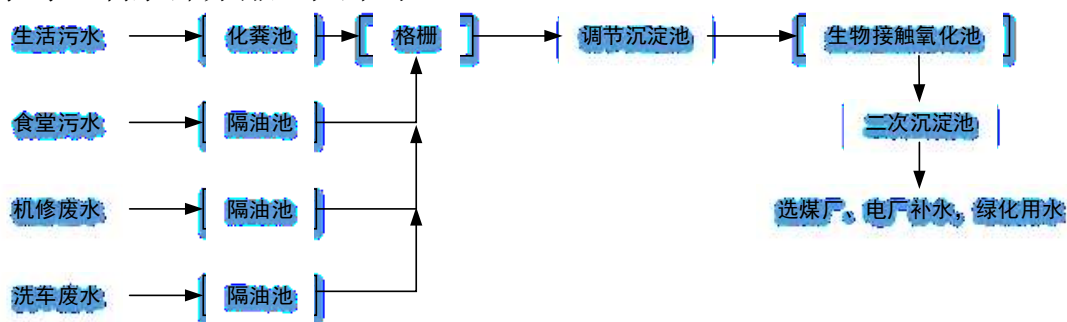 生活污水 化粪池 格栅 调节沉淀池 生物接触氧化池
食堂污水 隔油池 二次沉淀池
机修废水 隔油池 选煤厂、电厂补水，绿化用水
洗车废水 隔油池